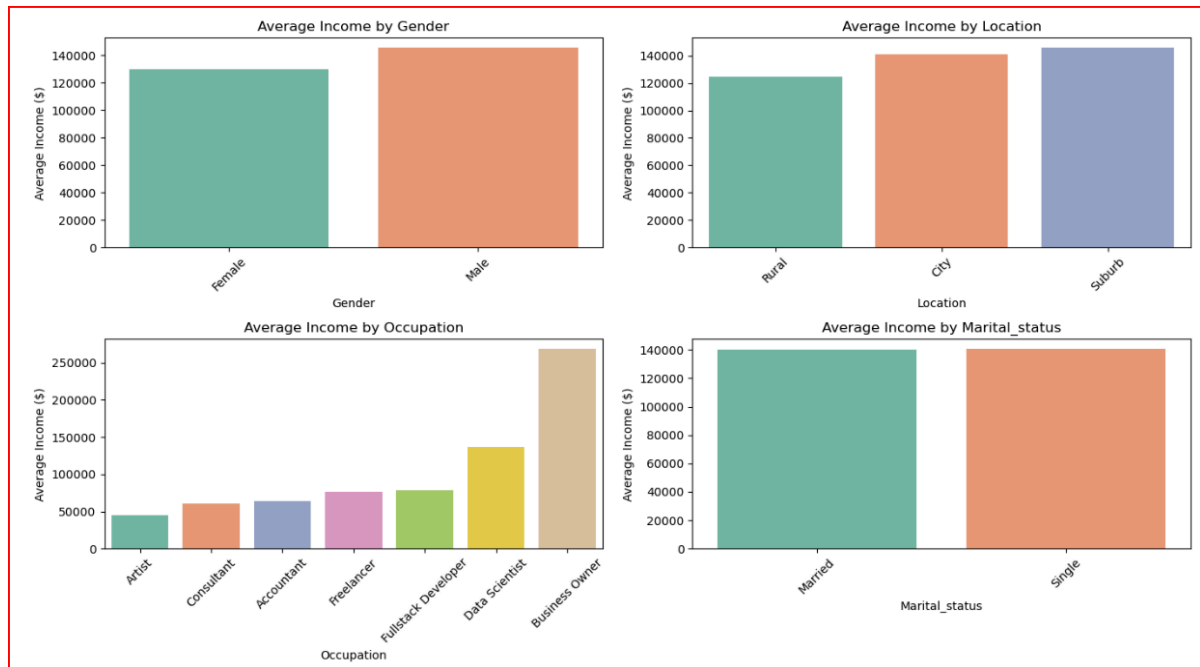 Average Income by Gender
Average Income ($)
140000
120000
100000
80000
60000
40000
20000
0
Female
Male
Gender
Average Income by Location
Average Income ($)
140000
120000
100000
80000
60000
40000
20000
0
Rural
City
Suburb
Location
Average Income by Occupation
Average Income ($)
250000
200000
150000
100000
50000
0
Artist
Consultant
Accountant
Freelancer
Fullstack Developer
Data Scientist
Business Owner
Occupation
Average Income by Marital_status
Average Income ($)
140000
120000
100000
80000
60000
40000
20000
0
Married
Single
Marital_status